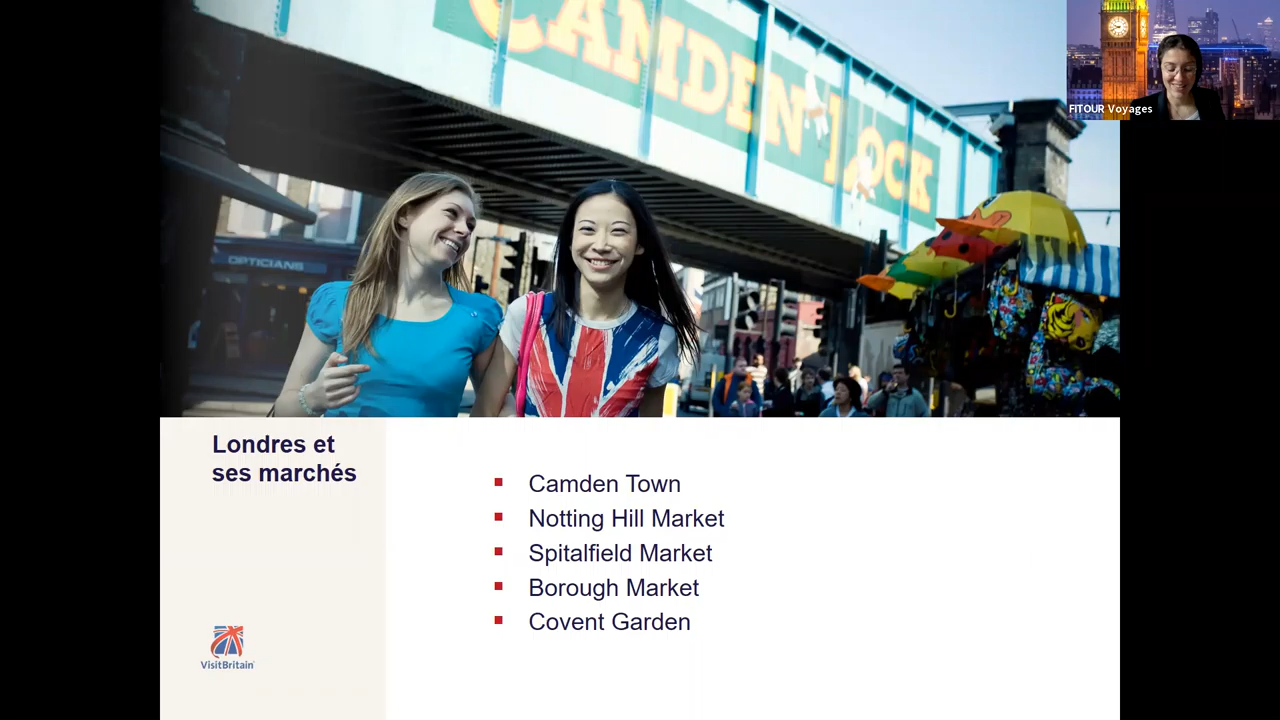 CAMDEN LOCK
FITOUR Voyages
OPTICIANS
Londres et
ses marchés
Camden Town
Notting Hill Market
Spitalfield Market
Borough Market
Covent Garden
VisitBritain